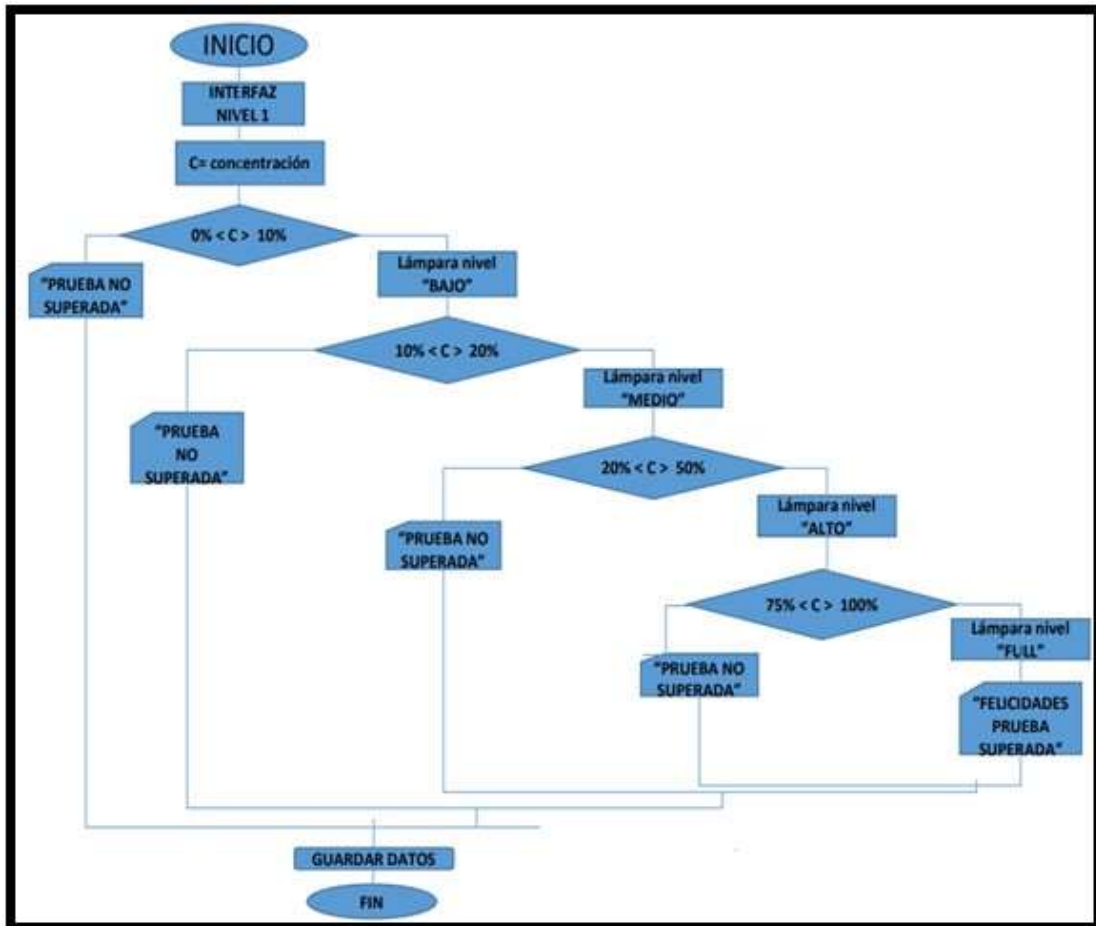 INICIO
INTERFAZ
NIVEL 1
C= concentración
0% < C > 10%
"PRUEBA NO
SUPERADA"
Lámpara nivel
"BAJO"
10% < C > 20%
"PRUEBA
NO
SUPERADA"
Lámpara nivel
"MEDIO"
20% < C > 50%
"PRUEBA NO
SUPERADA"
Lámpara nivel
"ALTO"
75% < C > 100%
"PRUEBA NO
SUPERADA"
Lámpara nivel
"FULL"
"FELICIDADES
PRUEBA
SUPERADA"
GUARDAR DATOS
FIN